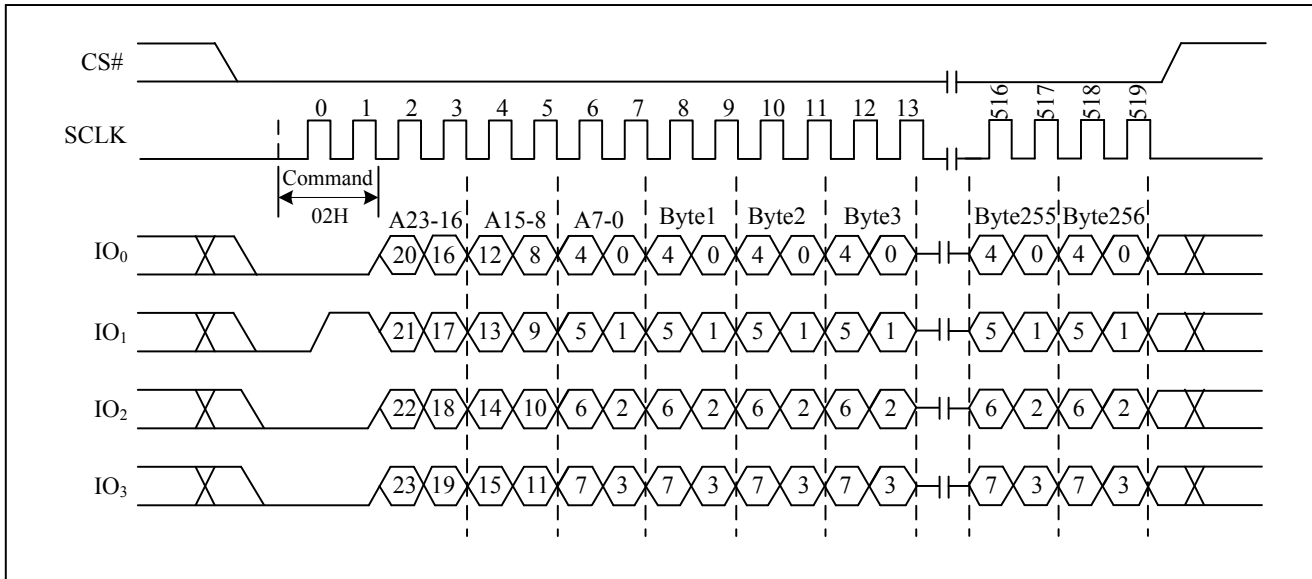 CS#
0 1 2 3 4 5 6 7 8 9 10 11 12 13 516 517 518 519
SCLK
Command
02H
A23-16 A15-8 A7-0 Byte1 Byte2 Byte3 Byte255 Byte256
IO0 20 16 12 8 4 0 4 0 4 0 4 0 4 0 4 0
IO1 21 17 13 9 5 1 5 1 5 1 5 1 5 1 5 1
IO2 22 18 14 10 6 2 6 2 6 2 6 2 6 2 6 2
IO3 23 19 15 11 7 3 7 3 7 3 7 3 7 3 7 3